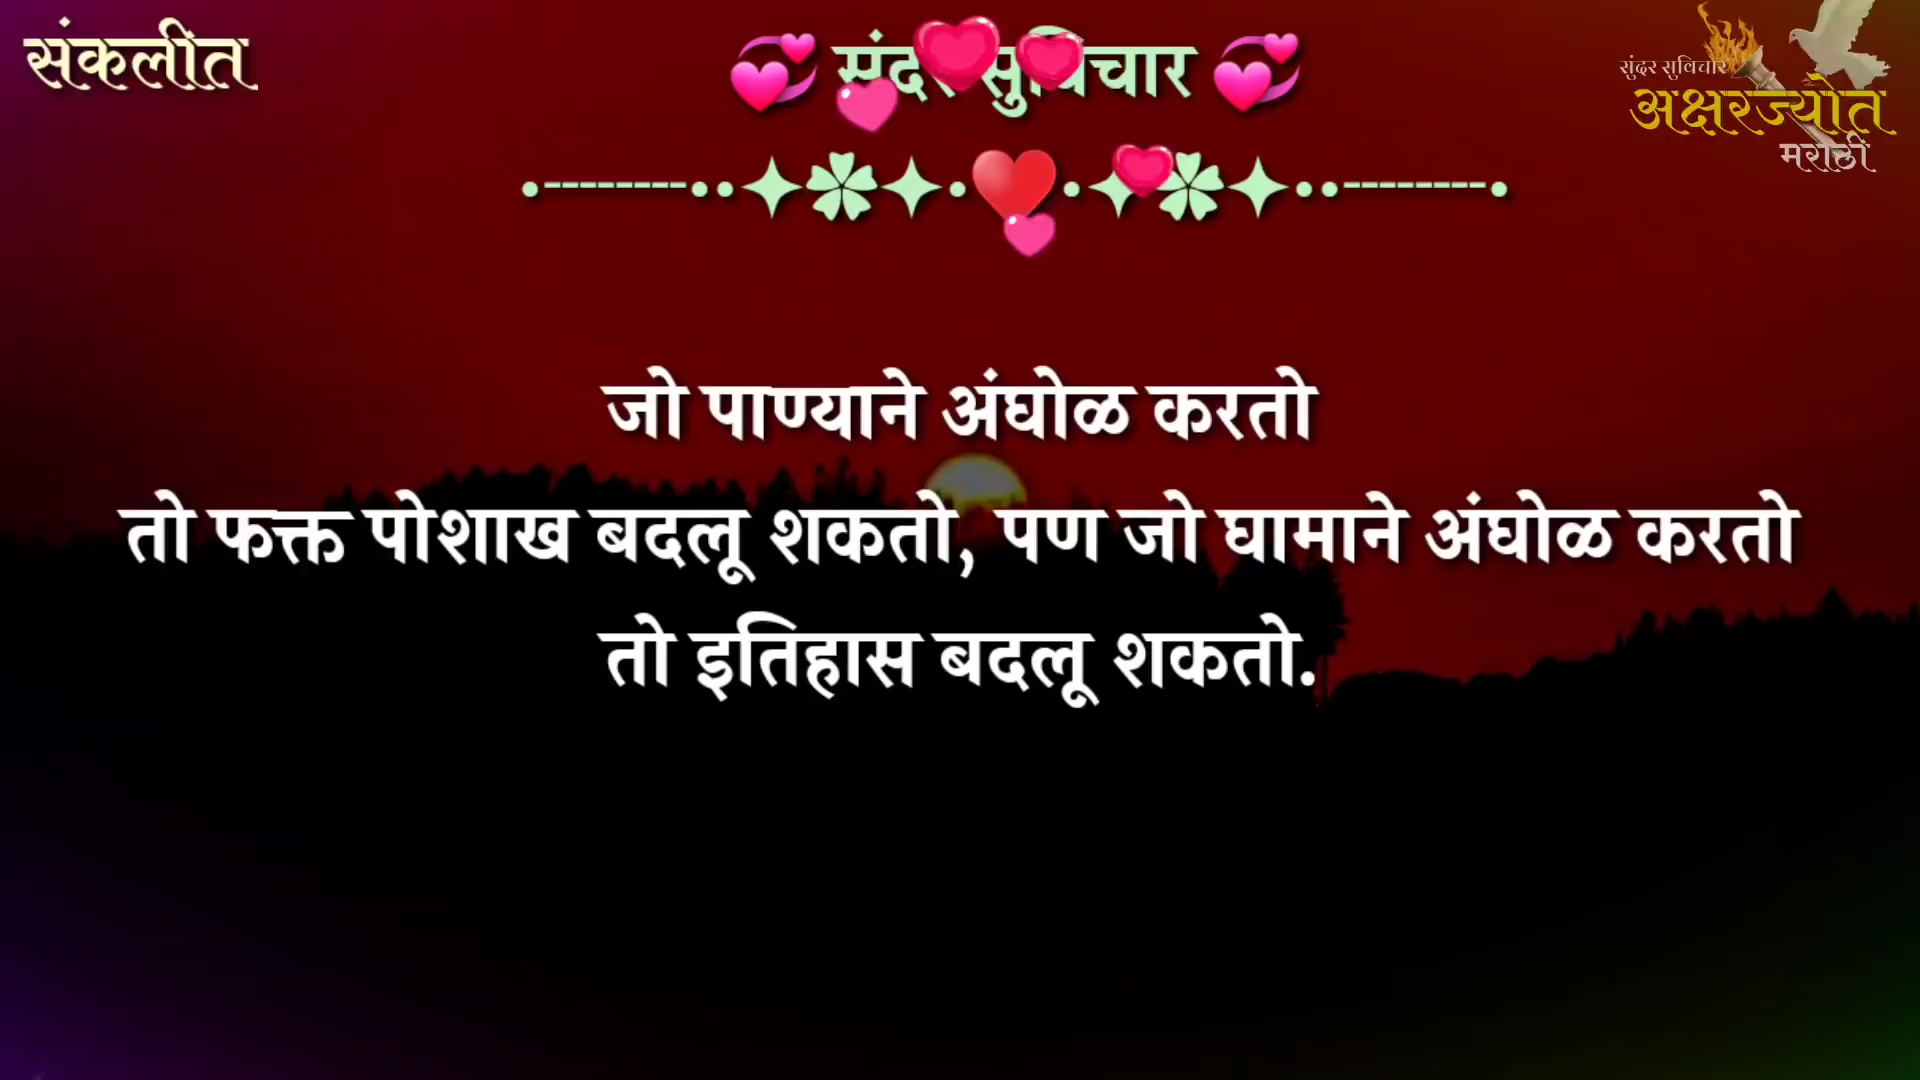 संकलीत
💞 सुंदर सुविचार 💞
सुंदर सुविचार
अक्षरज्योत
मराठी
जो पाण्याने अंघोळ करतो
तो फक्त पोशाख बदलू शकतो, पण जो घामाने अंघोळ करतो
तो इतिहास बदलू शकतो.